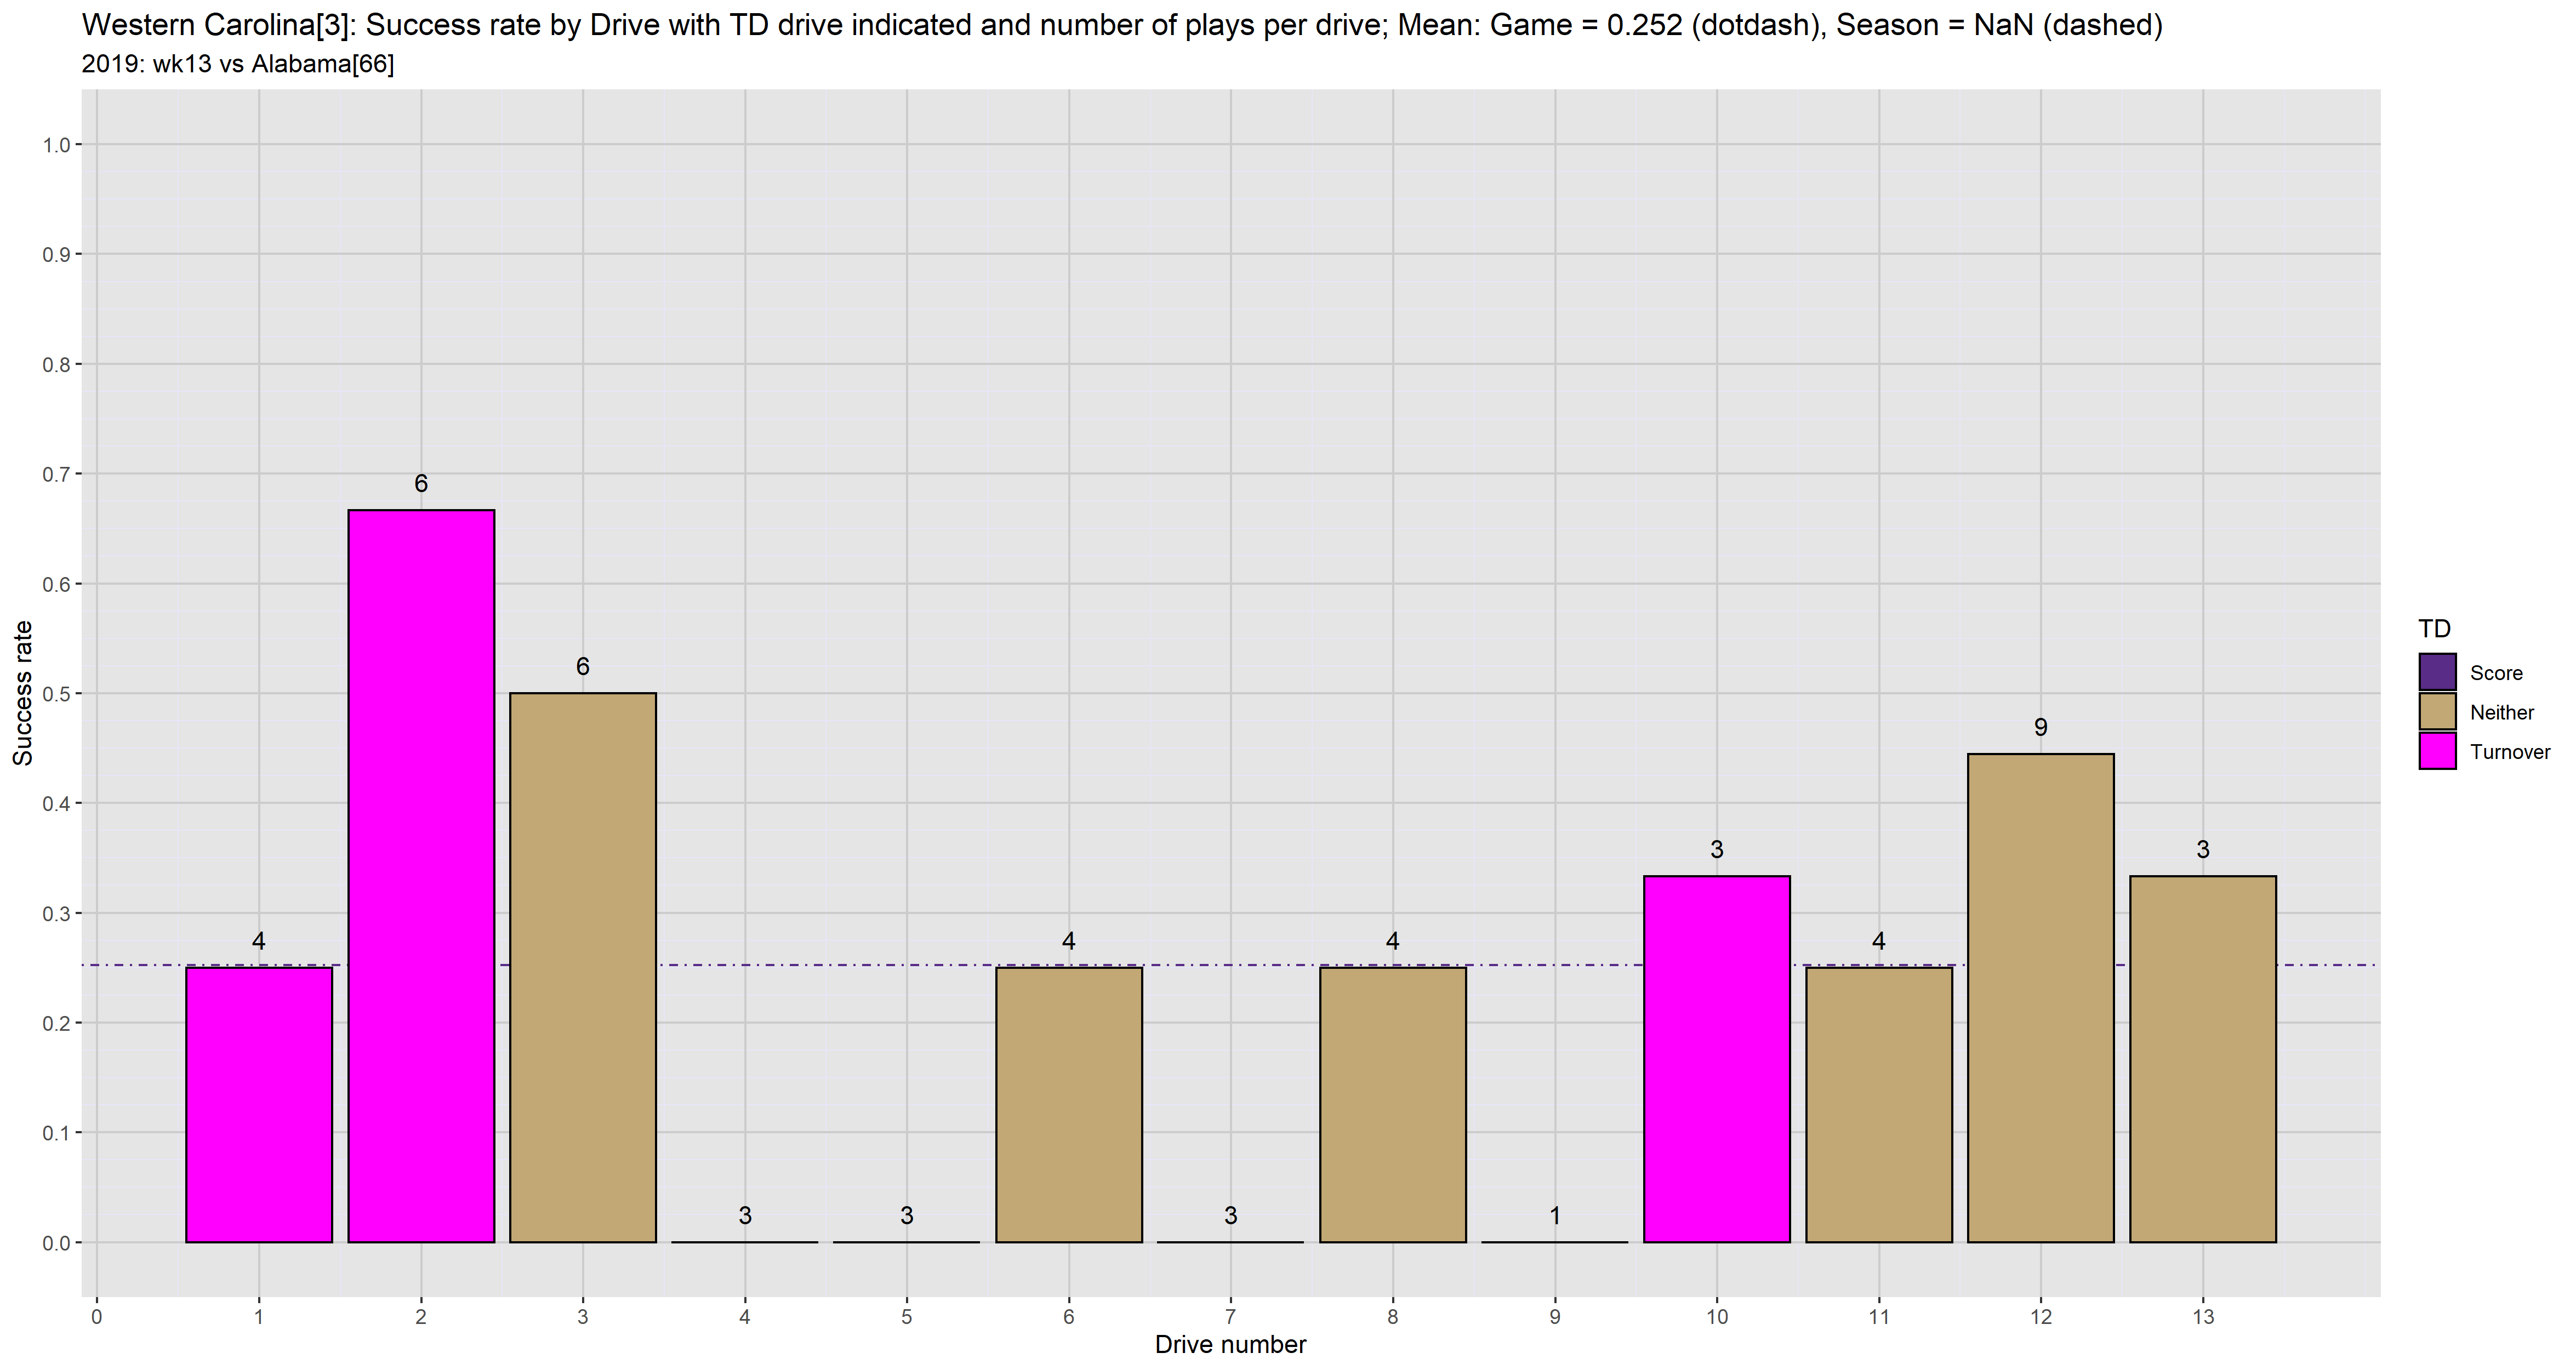 Western Carolina[3]: Success rate by Drive with TD drive indicated and number of plays per drive; Mean: Game = 0.252 (dotdash), Season = NaN (dashed)
2019: wk13 vs Alabama[66]
Success rate
1.0
0.9
0.8
0.7
0.6
0.5
0.4
0.3
0.2
0.1
0.0
4
6
6
3
3
4
3
4
1
3
4
9
3
0 1 2 3 4 5 6 7 8 9 10 11 12 13
Drive number
TD
Score
Neither
Turnover